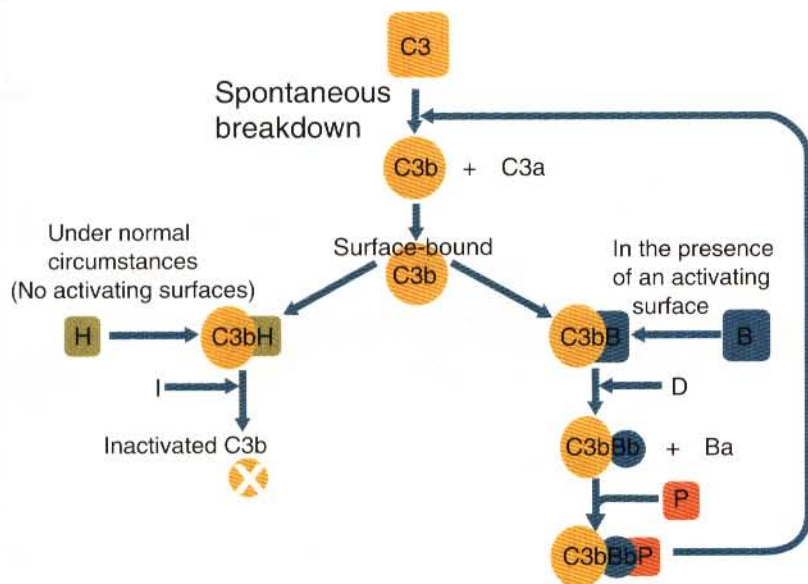 C3
Spontaneous
breakdown
C3b + C3a
Surface-bound
C3b
Under normal
circumstances
(No activating surfaces)
In the presence
of an activating
surface
H C3bH
C3bB B
I
D
Inactivated C3b
X
C3bBb + Ba
P
C3bBbP